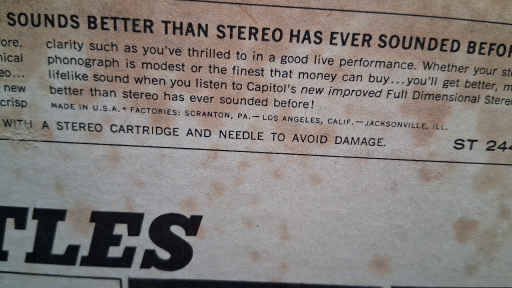 SOUNDS BETTER THAN STEREO HAS EVER SOUNDED BEFOR
ore. clarity such as you've thrilled to in a good live performance. Whether your ste
nical phonograph is modest or the finest that money can buy...you'll get better, m
eo... lifelike sound when you listen to Capitol's new improved Full Dimensional Stereo
new better than stereo has ever sounded before!
crisp MADE IN U.S.A. • FACTORIES: SCRANTON, PA.—LOS ANGELES, CALIF.—JACKSONVILLE, ILL.
WITH A STEREO CARTRIDGE AND NEEDLE TO AVOID DAMAGE. ST 244
TLES